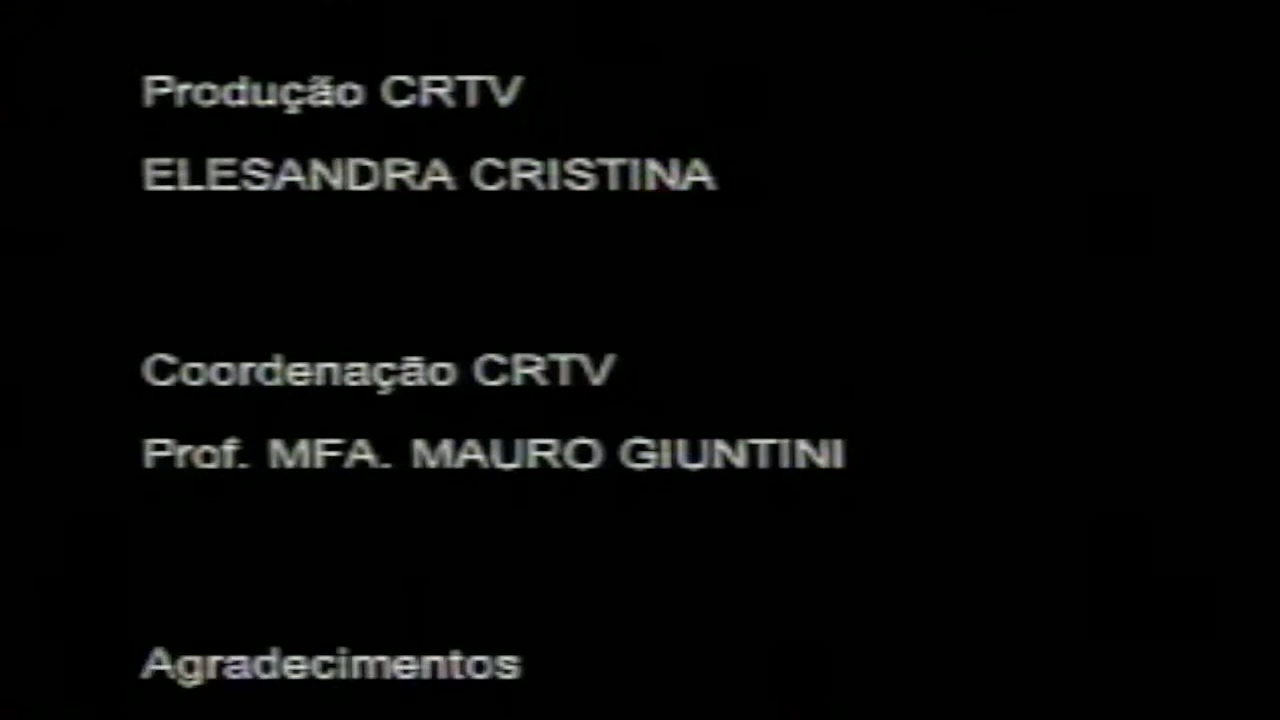 Produção CRTV
ELESANDRA CRISTINA
Coordenação CRTV
Prof. MFA. MAURO GIUNTINI
Agradecimentos